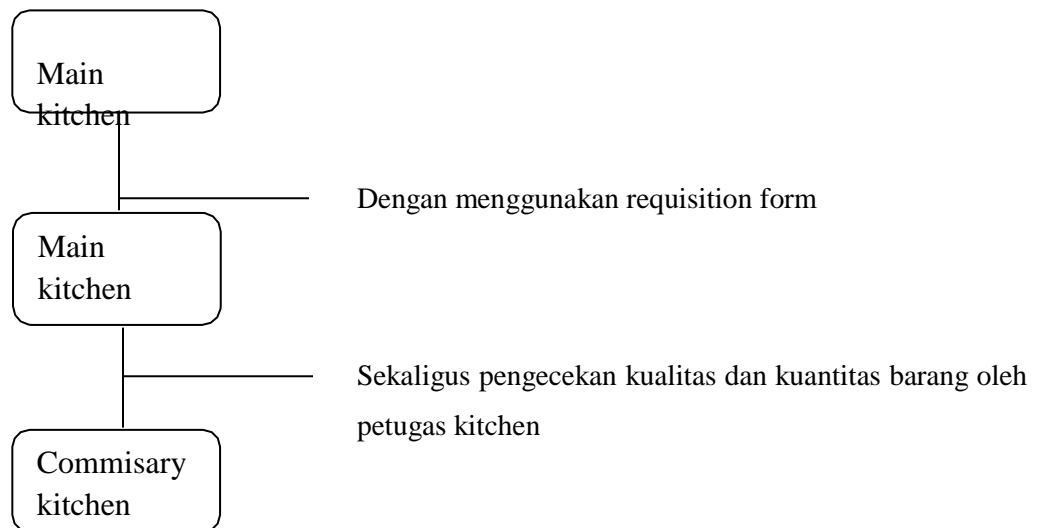 Main
kitchen
Dengan menggunakan requisition form
Main
kitchen
Sekaligus pengecekan kualitas dan kuantitas barang oleh
petugas kitchen
Commisary
kitchen